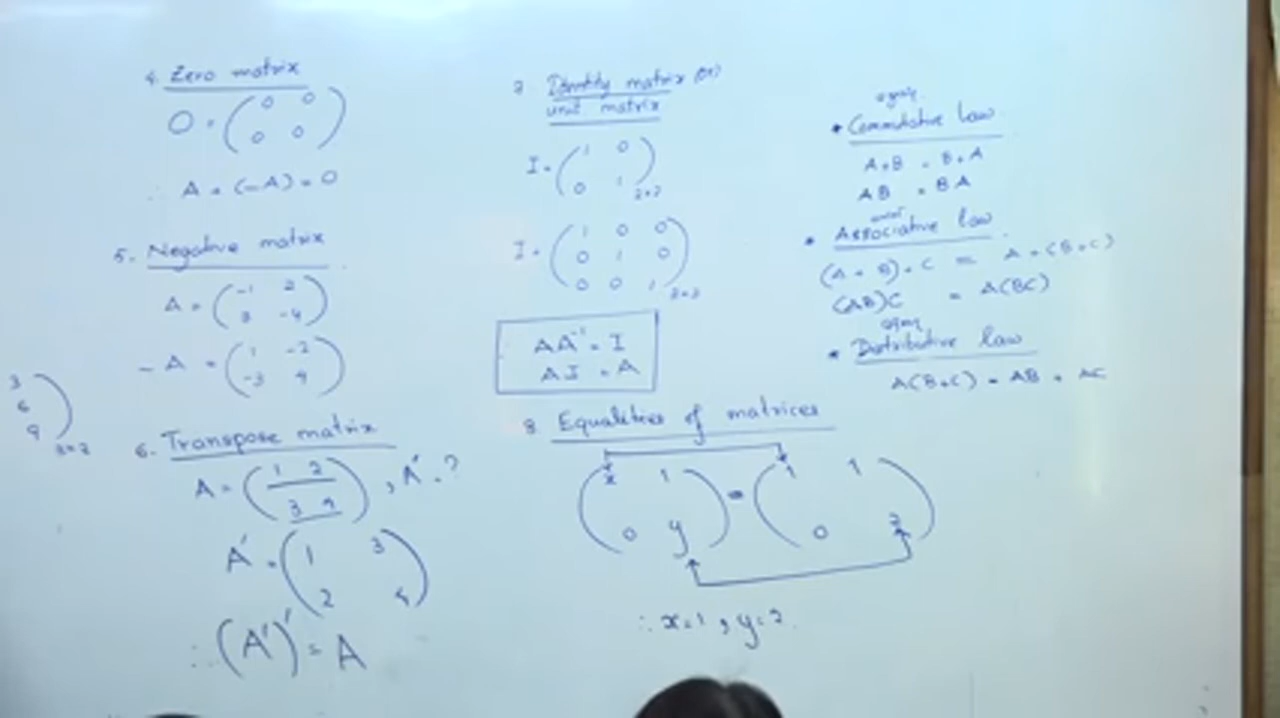 4. Zero matrix
O = ( 0 0
0 0 )
∴ A + (-A) = 0
5. Negative matrix
A = ( -1 2
3 -4 )
-A = ( 1 -2
-3 4 )
3
6
9 )
6. Transpose matrix
A = ( 1 2
3 4 ), A' = ?
A' = ( 1 3
2 4 )
∴ (A')' = A
7. Identity matrix (or)
unit matrix
I = ( 1 0
0 1 ) 2×2
I = ( 1 0 0
0 1 0
0 0 1 )
AA⁻¹ = I
AI = A
8. Equalities of matrices
( x 1
0 y ) = ( 1 1
0 2 )
∴ x=1, y=2
• Commutative law
A+B = B+A
AB = BA
• Associative law
(A+B)+C = A+(B+C)
(AB)C = A(BC)
• Distributive law
A(B+C) = AB + AC